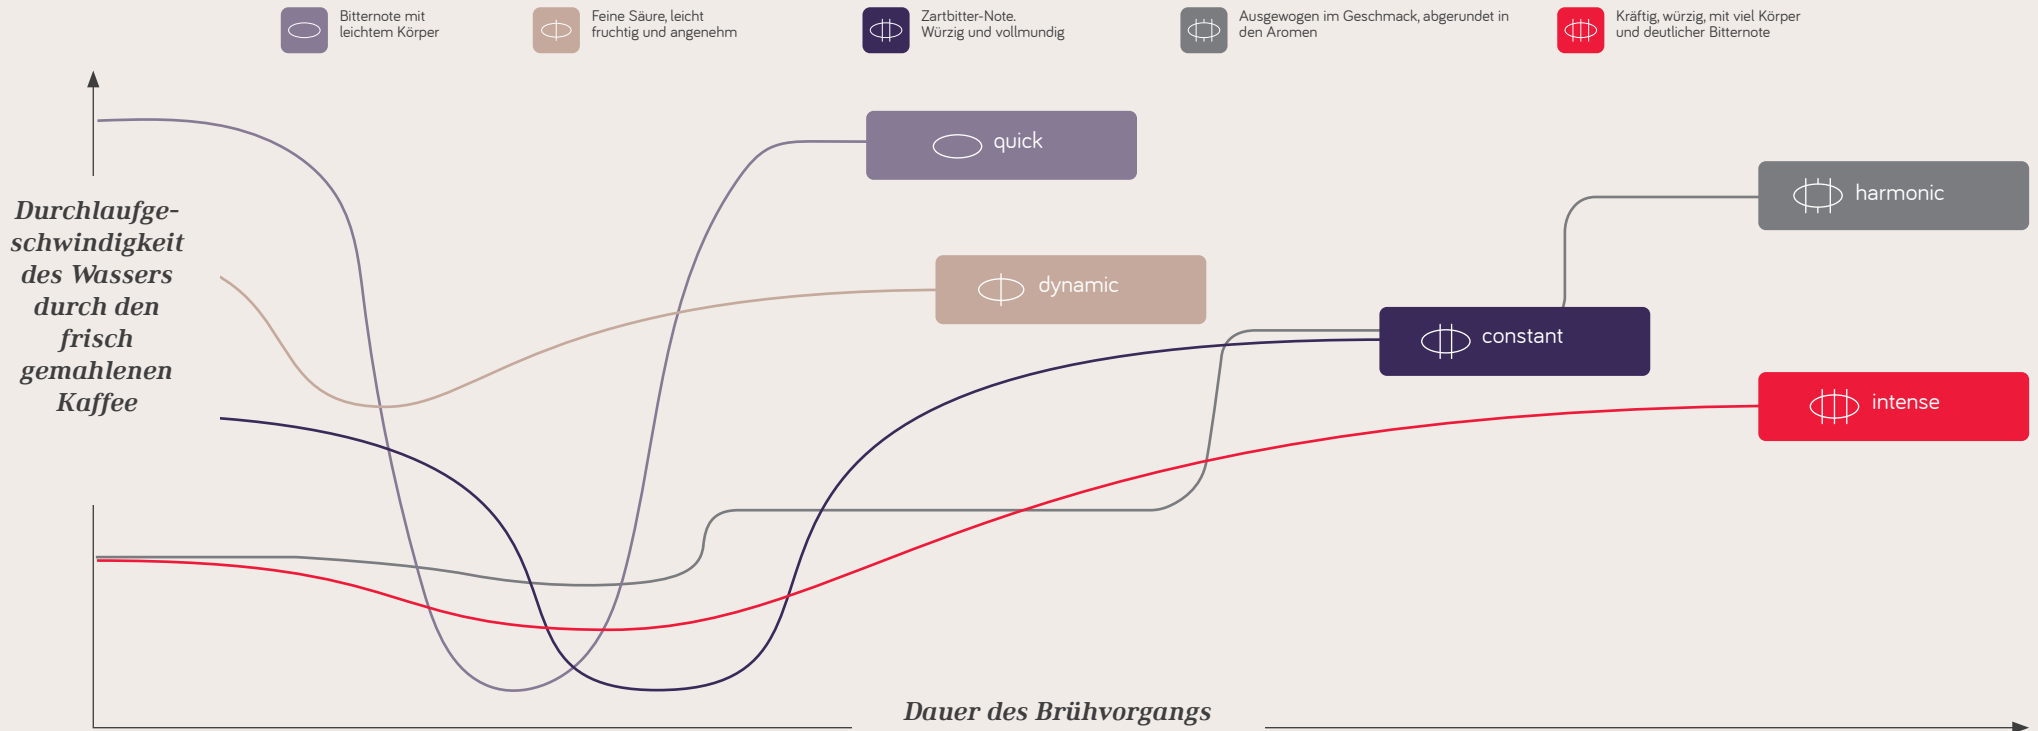 Bitternote mit
leichtem Körper
Feine Säure, leicht
fruchtig und angenehm
Zartbitter-Note.
Würzig und vollmundig
Ausgewogen im Geschmack, abgerundet in
den Aromen
Kräftig, würzig, mit viel Körper
und deutlicher Bitternote
quick
harmonic
Durchlaufge-
schwindigkeit
des Wassers
durch den
frisch
gemahlenen
Kaffee
dynamic
constant
intense
Dauer des Brühvorgangs